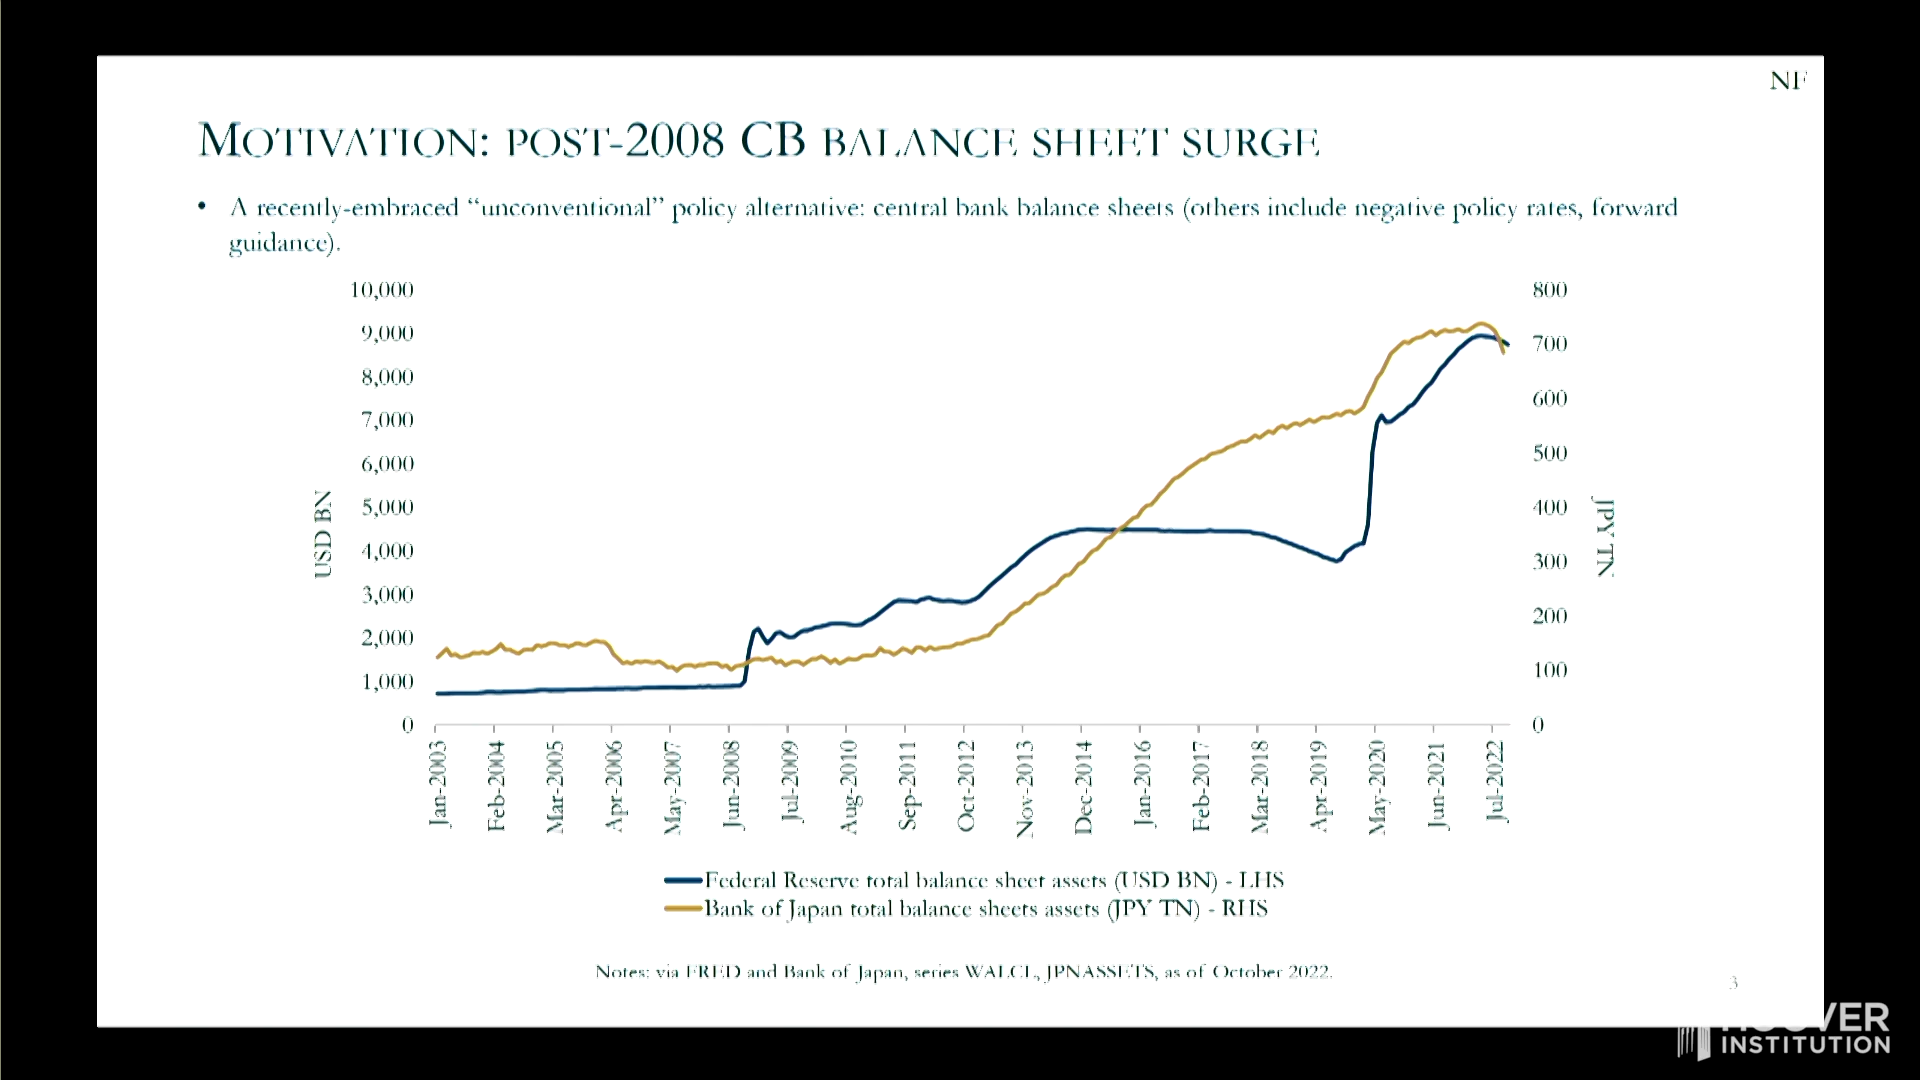 NF
MOTIVATION: POST-2008 CB BALANCE SHEET SURGE
• A recently-embraced “unconventional” policy alternative: central bank balance sheets (others include negative policy rates, forward
guidance).
10,000
9,000
8,000
7,000
6,000
5,000
4,000
3,000
2,000
1,000
0
USD BN
800
700
600
500
400
300
200
100
0
JPY TN
Jan-2003
Feb-2004
Mar-2005
Apr-2006
May-2007
Jun-2008
Jul-2009
Aug-2010
Sep-2011
Oct-2012
Nov-2013
Dec-2014
Jan-2016
Feb-2017
Mar-2018
Apr-2019
May-2020
Jun-2021
Jul-2022
Federal Reserve total balance sheet assets (USD BN) - LHS
Bank of Japan total balance sheets assets (JPY TN) - RHS
Notes: via FRED and Bank of Japan, series WALCL, JPNASSETS, as of October 2022.
3
HOOVER
INSTITUTION